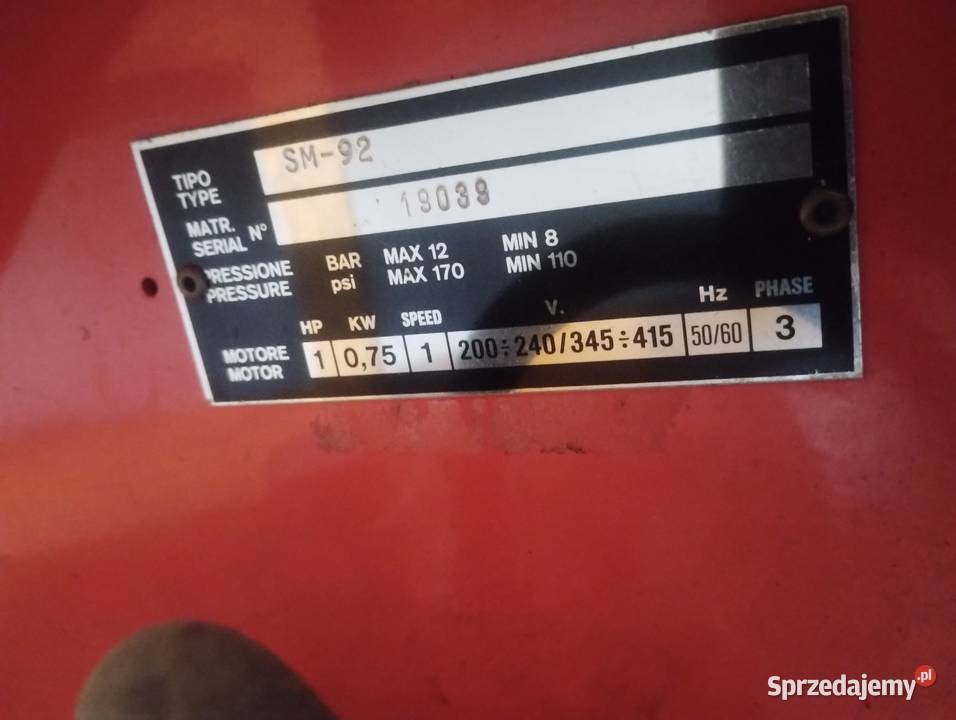 TIPO
TYPE
SM-92
MATR.
SERIAL N°
19039
PRESSIONE
PRESSURE
BAR
psi
MAX 12
MAX 170
MIN 8
MIN 110
HP KW SPEED V. Hz PHASE
MOTORE
MOTOR
1 0,75 1 200÷240/345÷415 50/60 3
Sprzedajemy.pl